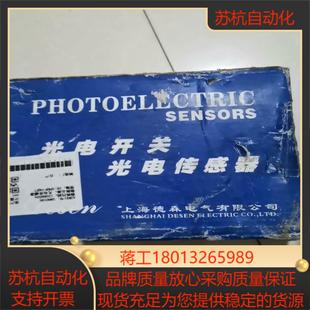 苏杭自动化
PHOTOELECTRIC
SENSORS
光电开关
光电传感器
上海德森电气有限公司
SHANGHAI DESEN ELECTRIC CO.,LTD.
蒋工18013265989
苏杭自动化
支持开票
品牌质量放心采购质量保证
现货充足为您提供稳定的货源